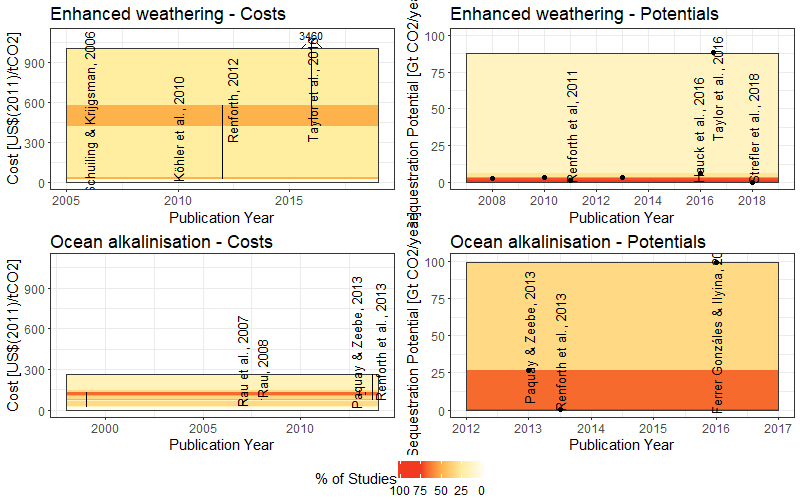 Enhanced weathering - Costs
Cost [US$(2011)/tCO2]
900
600
300
0
3460
Schuiling & Krijgsman, 2006
Köhler et al., 2010
Renforth, 2012
Taylor et al., 2016
2005
2010
2015
Publication Year
Enhanced weathering - Potentials
Sequestration Potential [Gt CO2/year]
100
75
50
25
0
Renforth et al, 2011
Hauck et al., 2016
Taylor et al., 2016
Strefler et al., 2018
2008
2010
2012
2014
2016
2018
Publication Year
Ocean alkalinisation - Costs
Cost [US$(2011)/tCO2]
900
600
300
0
Rau et al., 2007
Rau, 2008
Paquay & Zeebe, 2013
Renforth et al., 2013
2000
2005
2010
Publication Year
Ocean alkalinisation - Potentials
Sequestration Potential [Gt CO2/year]
100
75
50
25
0
Paquay & Zeebe, 2013
Renforth et al., 2013
Ferrer Gonzáles & Ilyina, 20
2012
2013
2014
2015
2016
2017
Publication Year
% of Studies
100 75 50 25 0